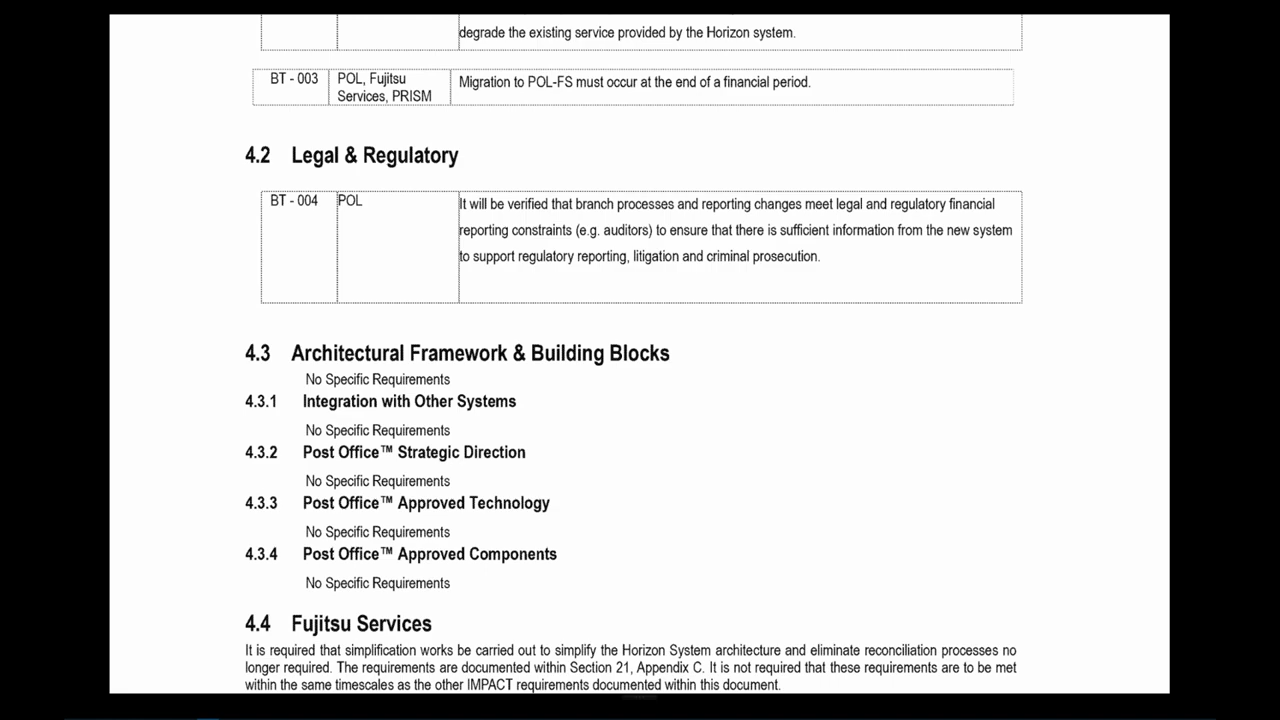 degrade the existing service provided by the Horizon system.
BT - 003 POL, Fujitsu Services, PRISM Migration to POL-FS must occur at the end of a financial period.
4.2 Legal & Regulatory
BT - 004 POL It will be verified that branch processes and reporting changes meet legal and regulatory financial
reporting constraints (e.g. auditors) to ensure that there is sufficient information from the new system
to support regulatory reporting, litigation and criminal prosecution.
4.3 Architectural Framework & Building Blocks
No Specific Requirements
4.3.1 Integration with Other Systems
No Specific Requirements
4.3.2 Post Office™ Strategic Direction
No Specific Requirements
4.3.3 Post Office™ Approved Technology
No Specific Requirements
4.3.4 Post Office™ Approved Components
No Specific Requirements
4.4 Fujitsu Services
It is required that simplification works be carried out to simplify the Horizon System architecture and eliminate reconciliation processes no
longer required. The requirements are documented within Section 21, Appendix C. It is not required that these requirements are to be met
within the same timescales as the other IMPACT requirements documented within this document.